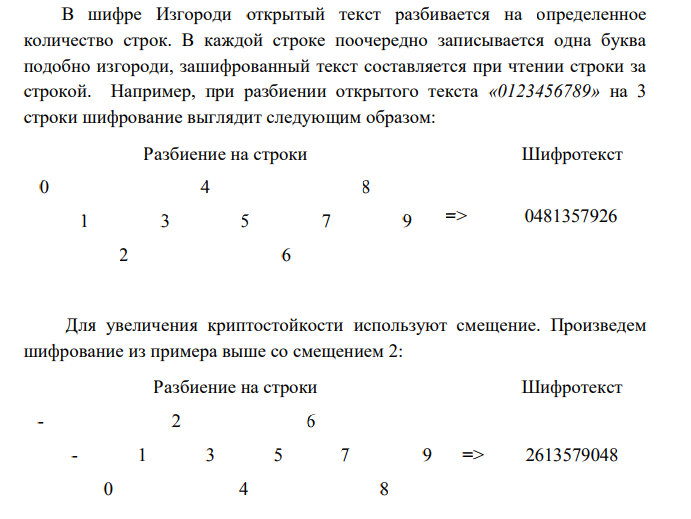 В шифре Изгороди открытый текст разбивается на определенное
количество строк. В каждой строке поочередно записывается одна буква
подобно изгороди, зашифрованный текст составляется при чтении строки за
строкой. Например, при разбиении открытого текста «0123456789» на 3
строки шифрование выглядит следующим образом:
Разбиение на строки Шифротекст
0 4 8
1 3 5 7 9 => 0481357926
2 6
Для увеличения криптостойкости используют смещение. Произведем
шифрование из примера выше со смещением 2:
Разбиение на строки Шифротекст
- 2 6
- 1 3 5 7 9 => 2613579048
0 4 8